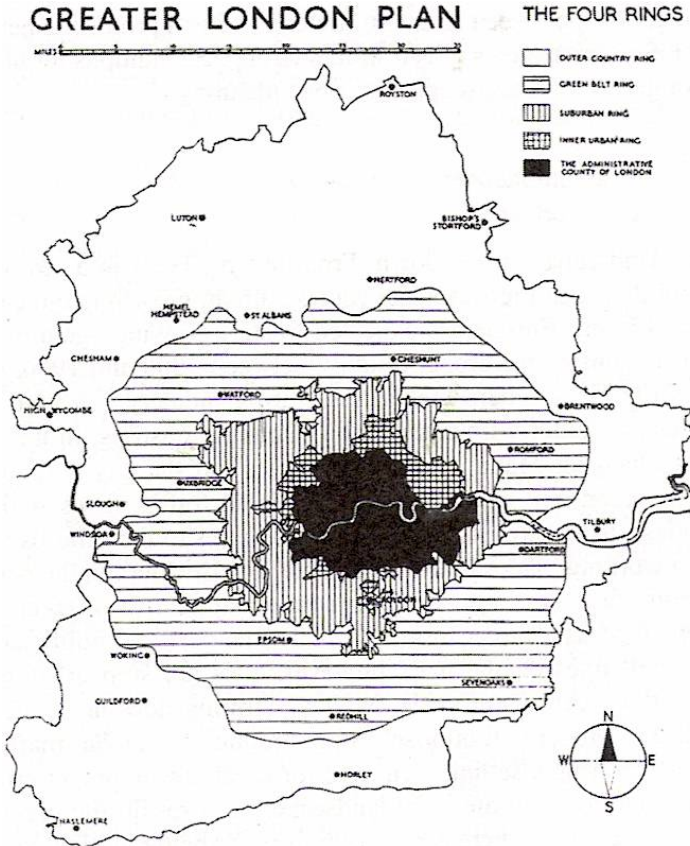 GREATER LONDON PLAN
THE FOUR RINGS
MILES
OUTER COUNTRY RING
GREEN BELT RING
SUBURBAN RING
INNER URBAN RING
THE ADMINISTRATIVE
COUNTY OF LONDON
ROYSTON
LUTON
BISHOP'S
STORTFORD
HERTFORD
HEMEL
HEMPSTEAD
ST. ALBANS
CHESHAM
CHESHUNT
WATFORD
HIGH WYCOMBE
BRENTWOOD
ROMFORD
UXBRIDGE
SLOUGH
WINDSOR
TILBURY
DARTFORD
CROYDON
EPSOM
WOKING
SEVENOAKS
GUILDFORD
REDHILL
HORLEY
HASLEMERE
N
W
E
S